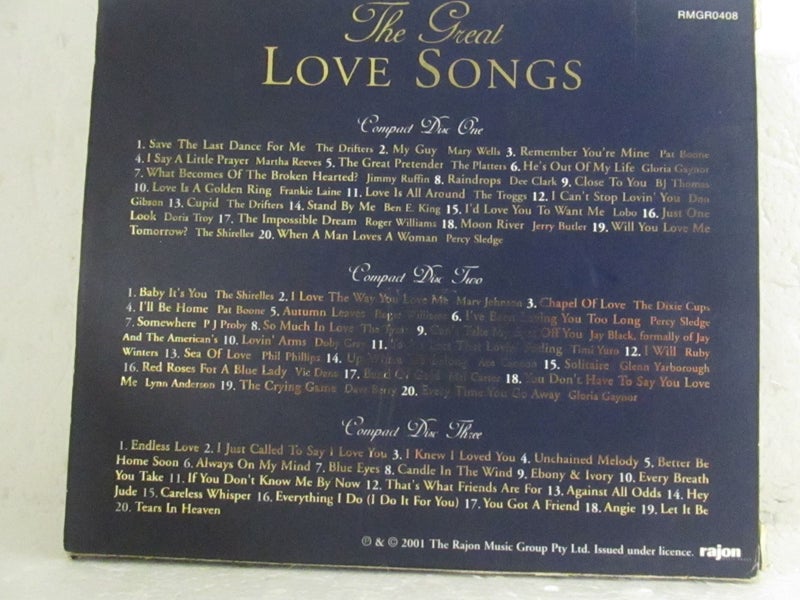 RMGR0408
The Great
LOVE SONGS
Compact Disc One
1. Save The Last Dance For Me The Drifters 2. My Guy Mary Wells 3. Remember You're Mine Pat Boone
4. I Say A Little Prayer Martha Reeves 5. The Great Pretender The Platters 6. He's Out Of My Life Gloria Gaynor
7. What Becomes Of The Broken Hearted? Jimmy Ruffin 8. Raindrops Dee Clark 9. Close To You BJ Thomas
10. Love Is A Golden Ring Frankie Laine 11. Love Is All Around The Troggs 12. I Can't Stop Lovin' You Don
Gibson 13. Cupid The Drifters 14. Stand By Me Ben E. King 15. I'd Love You To Want Me Lobo 16. Just One
Look Doris Troy 17. The Impossible Dream Roger Williams 18. Moon River Jerry Butler 19. Will You Love Me
Tomorrow? The Shirelles 20. When A Man Loves A Woman Percy Sledge
Compact Disc Two
1. Baby It's You The Shirelles 2. I Love The Way You Love Me Marv Johnson 3. Chapel Of Love The Dixie Cups
4. I'll Be Home Pat Boone 5. Autumn Leaves Roger Williams 6. I've Been Loving You Too Long Percy Sledge
7. Somewhere P J Proby 8. So Much In Love The 9. Can't Take My Eyes Off You Jay Black, formally of Jay
And The American's 10. Lovin' Arms Dobie Gray 11. Timi Yuro 12. I Will Ruby
Winters 13. Sea Of Love Phil Phillips 14. Up Ace Cannon 15. Solitaire Glenn Yarborough
16. Red Roses For A Blue Lady Vic Dana 17. Band Of Gold Mel Carter 18. You Don't Have To Say You Love
Me Lynn Anderson 19. The Crying Game Dave Berry 20. Every Time You Go Away Gloria Gaynor
Compact Disc Three
1. Endless Love 2. I Just Called To Say I Love You 3. I Knew I Loved You 4. Unchained Melody 5. Better Be
Home Soon 6. Always On My Mind 7. Blue Eyes 8. Candle In The Wind 9. Ebony & Ivory 10. Every Breath
You Take 11. If You Don't Know Me By Now 12. That's What Friends Are For 13. Against All Odds 14. Hey
Jude 15. Careless Whisper 16. Everything I Do (I Do It For You) 17. You Got A Friend 18. Angie 19. Let It Be
20. Tears In Heaven
℗ & © 2001 The Rajon Music Group Pty Ltd. Issued under licence. rajon